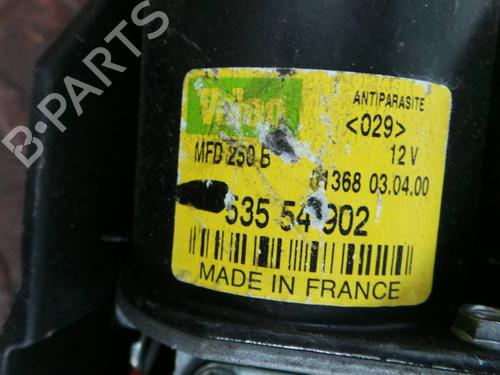 Valeo
ANTIPARASITE
<029>
MFD 250 B
12 V
01368 03.04.00
535 54 902
MADE IN FRANCE
B-PARTS